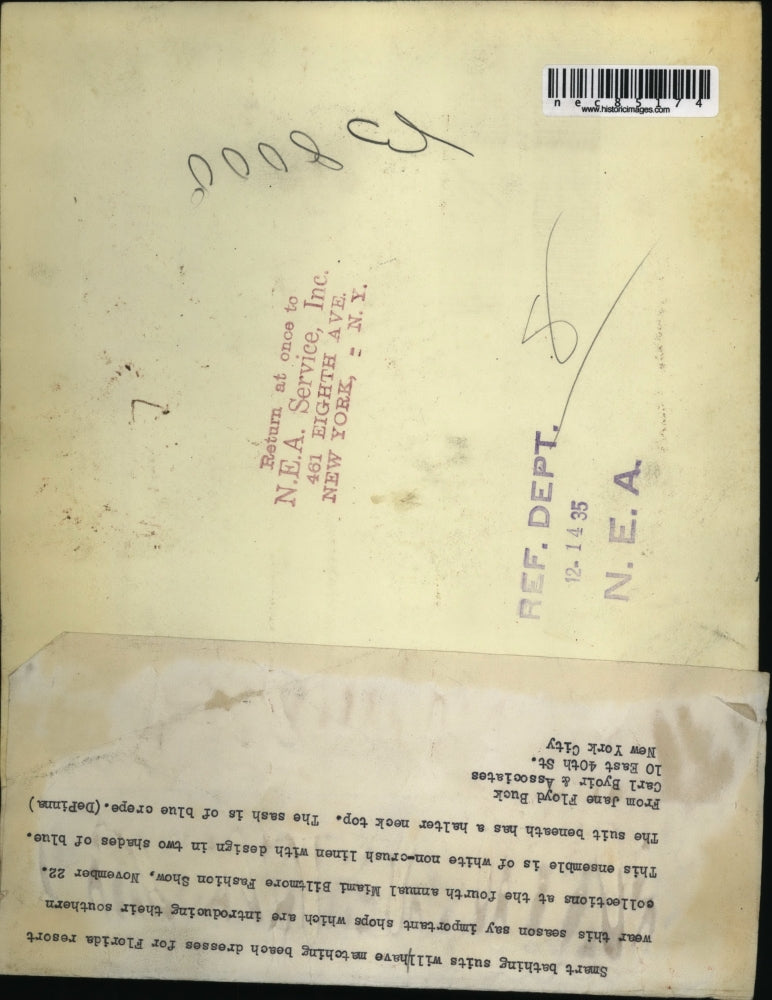 nec85174
www.historicimages.com
8000
Return at once to
N.E.A. Service, Inc.
461 EIGHTH AVE.
NEW YORK, = N. Y.
8
REF. DEPT.
12-14 35
N. E. A.
7
Smart bathing suits will have matching beach dresses for Florida resort
wear this season say important shops which are introducing their southern
collections at the fourth annual Miami Biltmore Fashion Show, November 22.
This ensemble is of white non-crush linen with design in two shades of blue.
The suit beneath has a halter neck top. The sash is of blue crepe.(DePinna)
From Jane Floyd Buck
Carl Byoir & Associates
10 East 40th St.
New York City